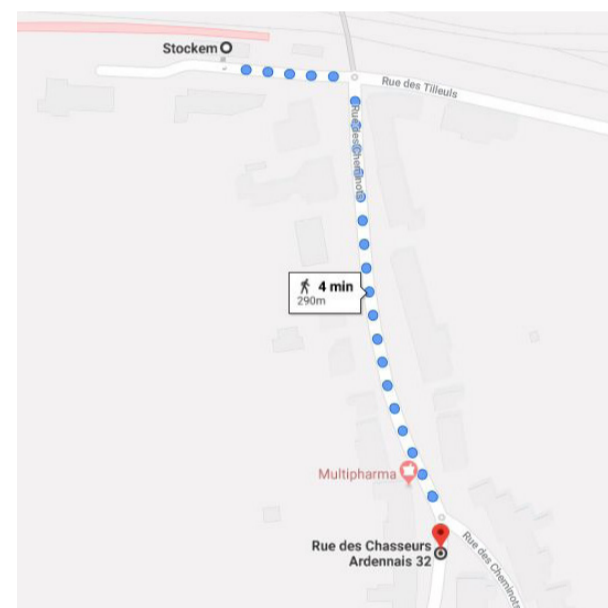 Stockem
Rue des Tilleuls
Rue des Cheminots
4 min
290m
Multipharma
Rue des Chasseurs
Ardennais 32
Rue des Cheminots